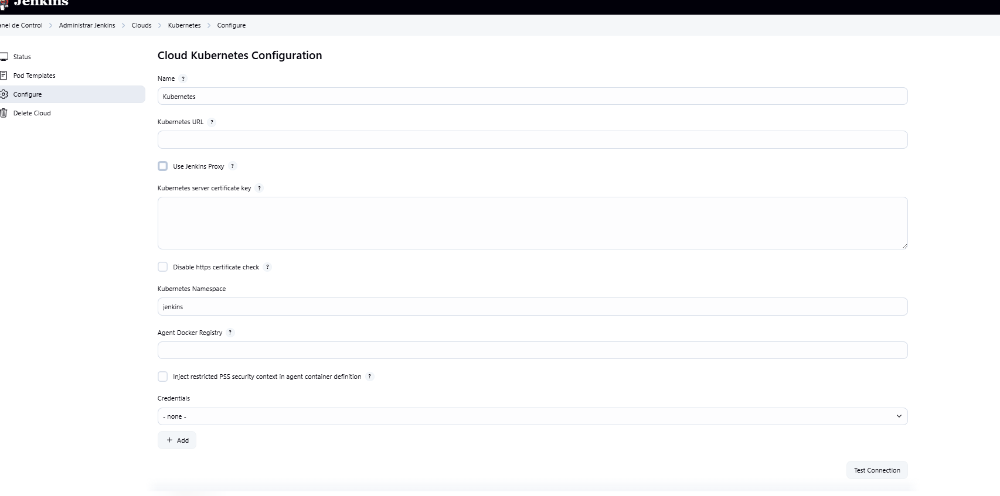 Jenkins
anel de Control > Administrar Jenkins > Clouds > Kubernetes > Configure
Status
Pod Templates
Configure
Delete Cloud
Cloud Kubernetes Configuration
Name ?
Kubernetes
Kubernetes URL ?
Use Jenkins Proxy ?
Kubernetes server certificate key ?
Disable https certificate check ?
Kubernetes Namespace
jenkins
Agent Docker Registry ?
Inject restricted PSS security context in agent container definition ?
Credentials
- none -
+ Add
Test Connection